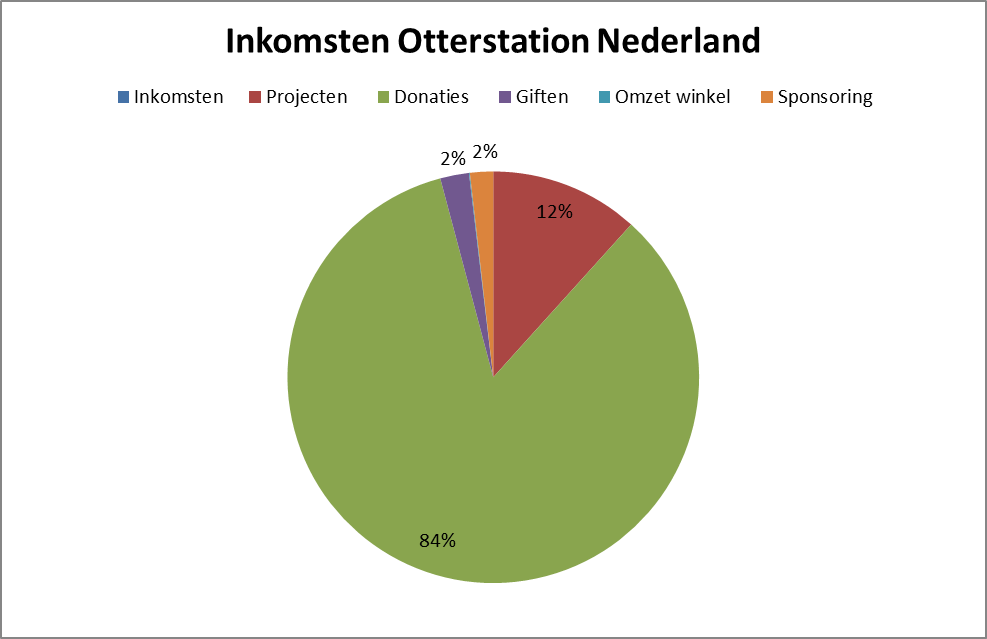 Inkomsten Otterstation Nederland
Inkomsten Projecten Donaties Giften Omzet winkel Sponsoring
2% 2%
12%
84%